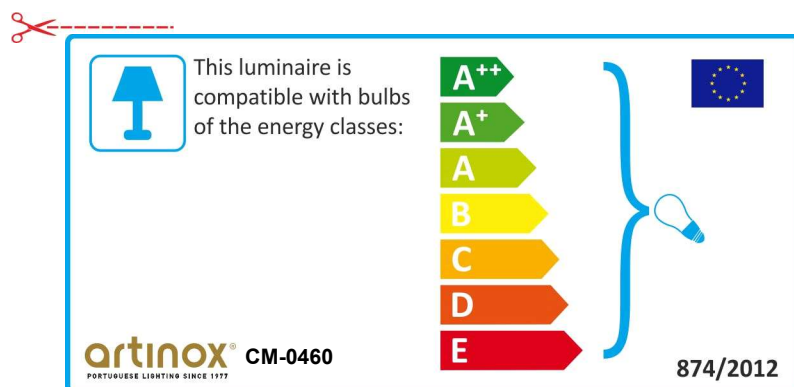 This luminaire is
compatible with bulbs
of the energy classes:
A++
A+
A
B
C
D
E
artinox® CM-0460
PORTUGUESE LIGHTING SINCE 1977
874/2012